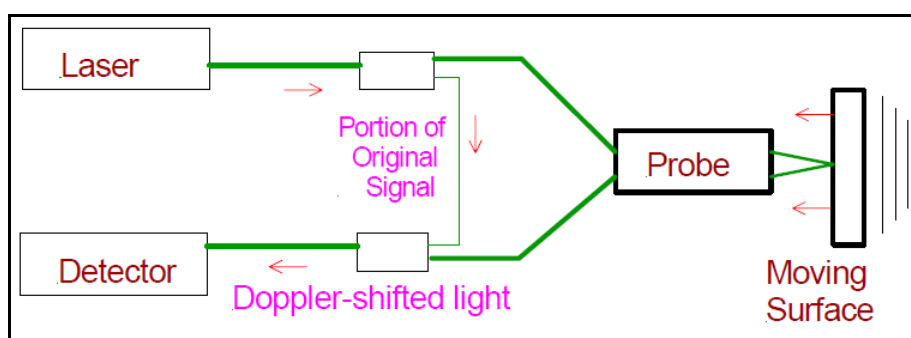 Laser
Portion of
Original
Signal
Probe
Detector
Doppler-shifted light
Moving
Surface